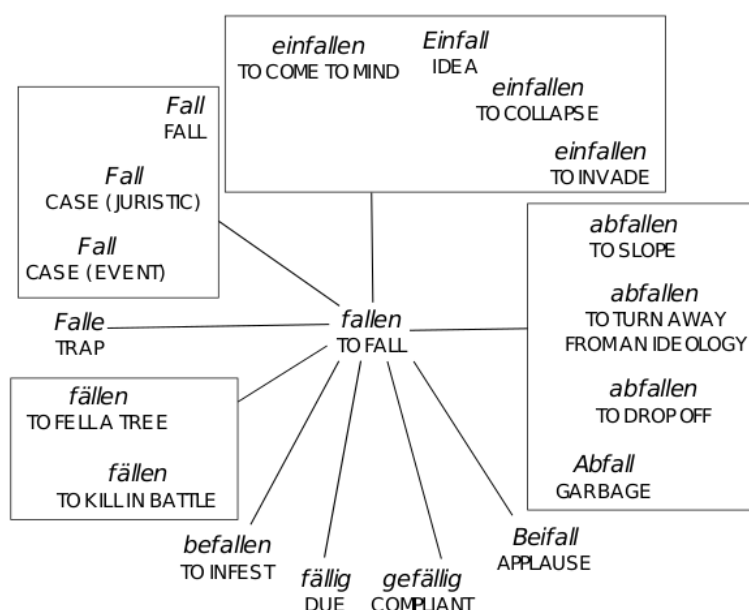 einfallen
TO COME TO MIND
Einfall
IDEA
einfallen
TO COLLAPSE
einfallen
TO INVADE
Fall
FALL
Fall
CASE (JURISTIC)
Fall
CASE (EVENT)
abfallen
TO SLOPE
abfallen
TO TURN AWAY
FROM AN IDEOLOGY
abfallen
TO DROP OFF
Abfall
GARBAGE
Falle
TRAP
fallen
TO FALL
fällen
TO FELL A TREE
fällen
TO KILL IN BATTLE
befallen
TO INFEST
fällig
DUE
gefällig
COMPLIANT
Beifall
APPLAUSE